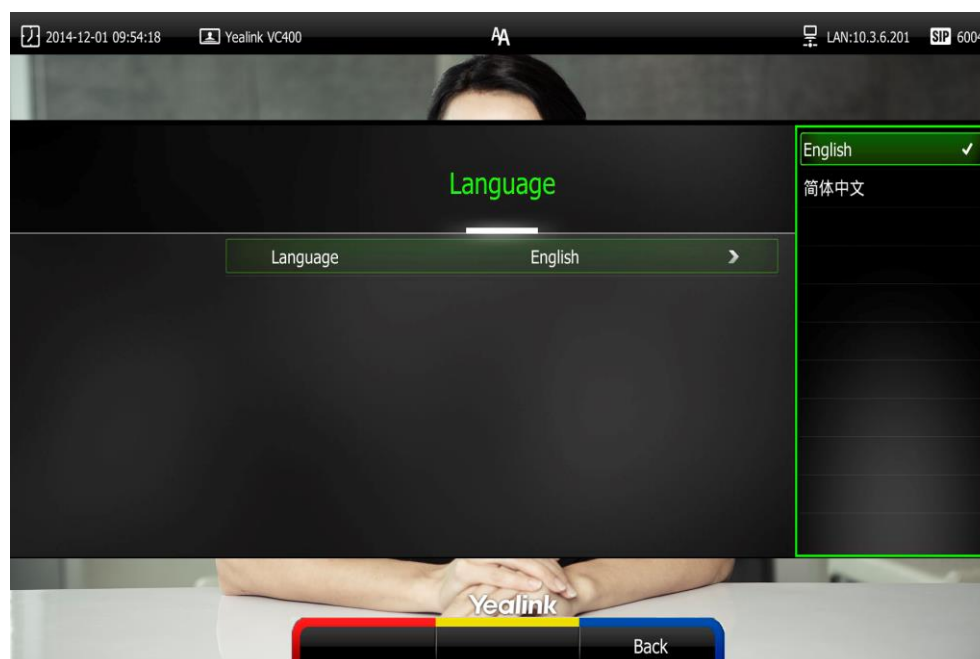 2014-12-01 09:54:18 Yealink VC400 AA LAN:10.3.6.201 SIP 6004
Language
English
简体中文
Language English
Yealink
Back